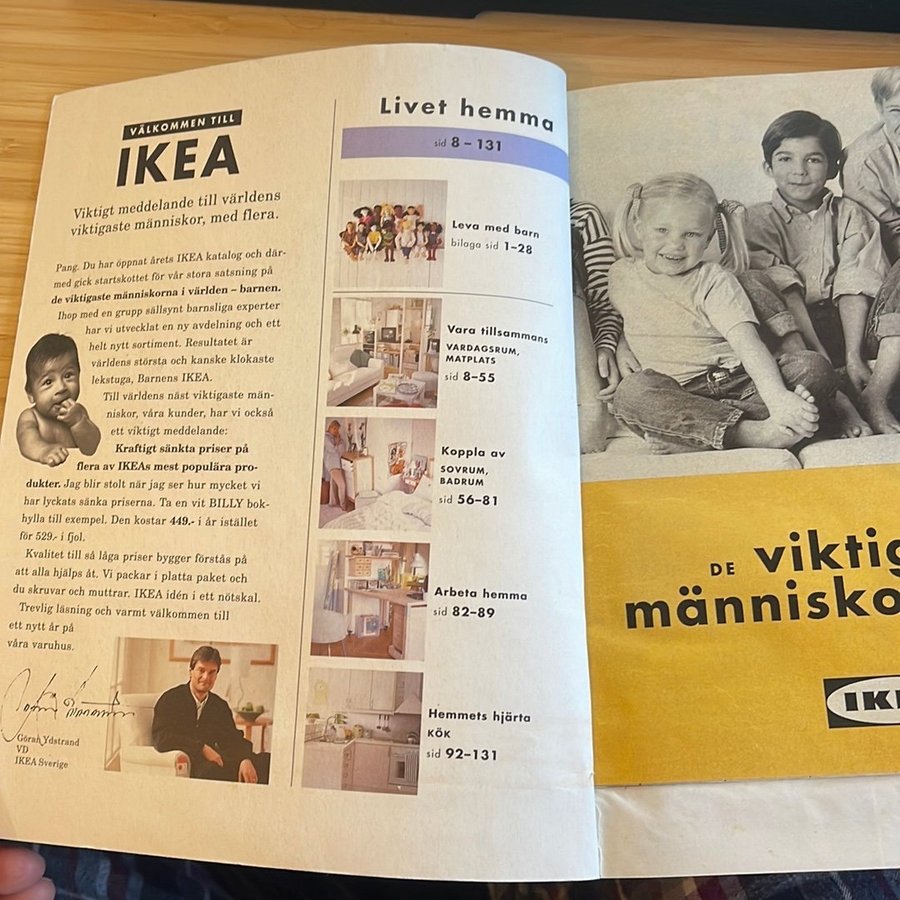 VÄLKOMMEN TILL
IKEA
Viktigt meddelande till världens
viktigaste människor, med flera.
Pang. Du har öppnat årets IKEA katalog och där-
med gick startskottet för vår stora satsning på
de viktigaste människorna i världen – barnen.
Ihop med en grupp sällsynt barnsliga experter
har vi utvecklat en ny avdelning och ett
helt nytt sortiment. Resultatet är
världens största och kanske klokaste
lekstuga, Barnens IKEA.
Till världens näst viktigaste män-
niskor, våra kunder, har vi också
ett viktigt meddelande:
Kraftigt sänkta priser på
flera av IKEAs mest populära pro-
dukter. Jag blir stolt när jag ser hur mycket vi
har lyckats sänka priserna. Ta en vit BILLY bok-
hylla till exempel. Den kostar 449.- i år istället
för 529.- i fjol.
Kvalitet till så låga priser bygger förstås på
att alla hjälps åt. Vi packar i platta paket och
du skruvar och muttrar. IKEA idén i ett nötskal.
Trevlig läsning och varmt välkommen till
ett nytt år på
våra varuhus.
Göran Ydstrand
VD
IKEA Sverige
Livet hemma
sid 8 – 131
Leva med barn
bilaga sid 1–28
Vara tillsammans
VARDAGSRUM,
MATPLATS
sid 8–55
Koppla av
SOVRUM,
BADRUM
sid 56–81
Arbeta hemma
sid 82–89
Hemmets hjärta
KÖK
sid 92–131
DE viktig
människo
IK